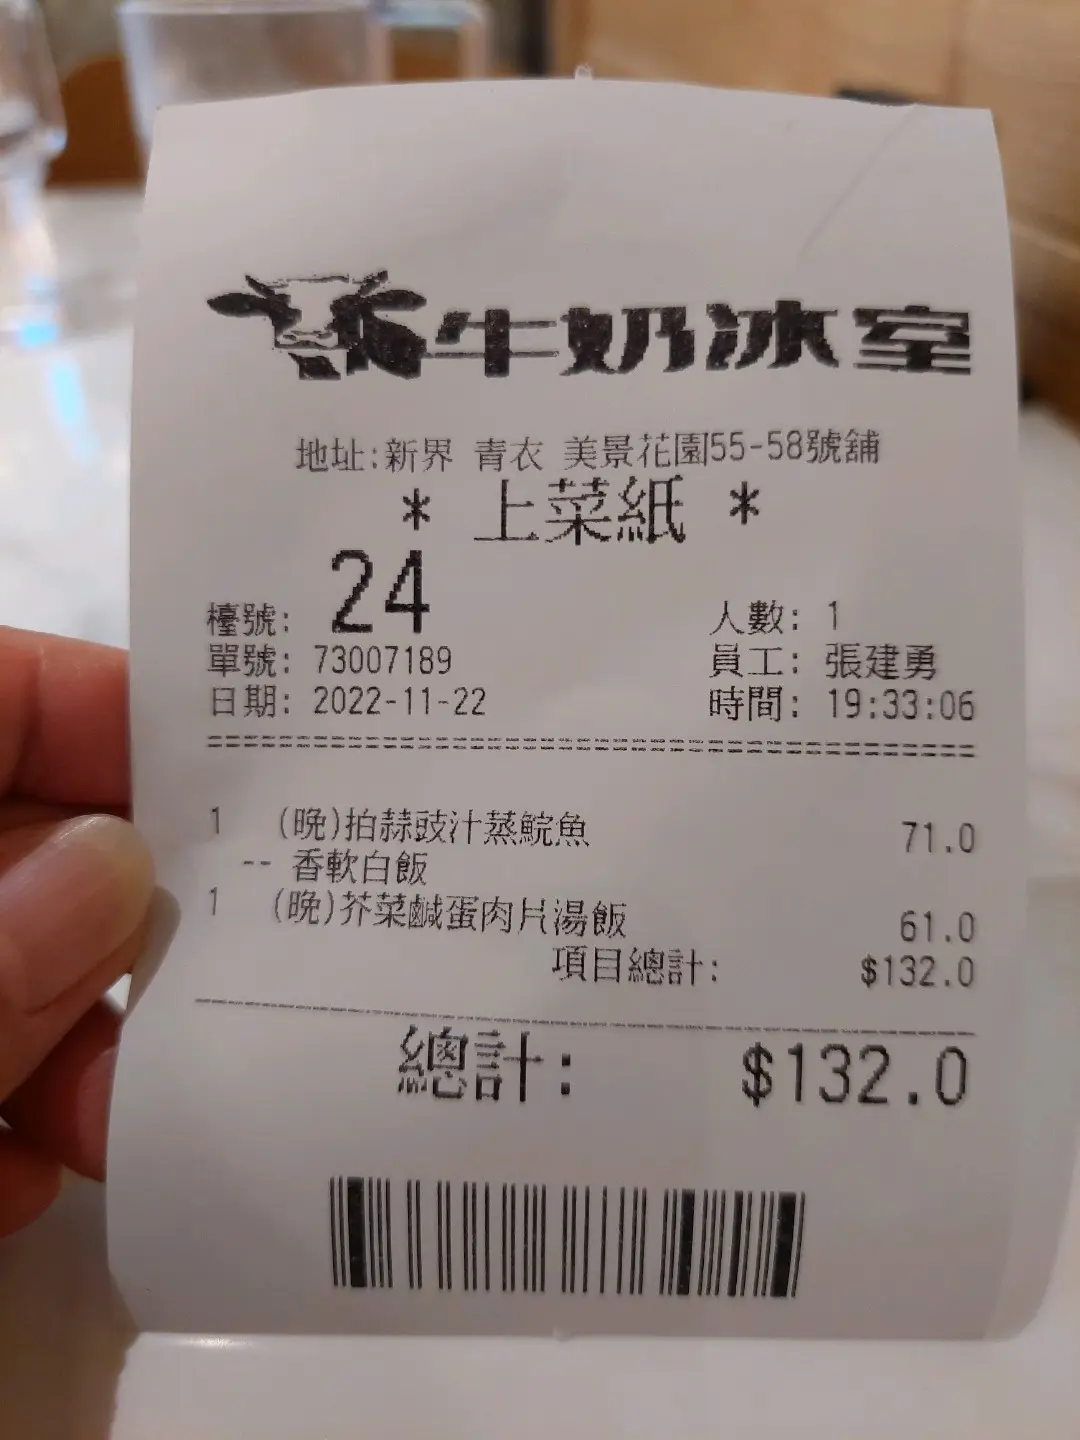 牛奶冰室
地址:新界 青衣 美景花園55-58號舖
* 上菜紙 *
檯號: 24 人數: 1
單號: 73007189 員工: 張建勇
日期: 2022-11-22 時間: 19:33:06
1 (晚)拍蒜豉汁蒸鯇魚 71.0
-- 香軟白飯
1 (晚)芥菜鹹蛋肉片湯飯 61.0
項目總計: $132.0
總計: $132.0